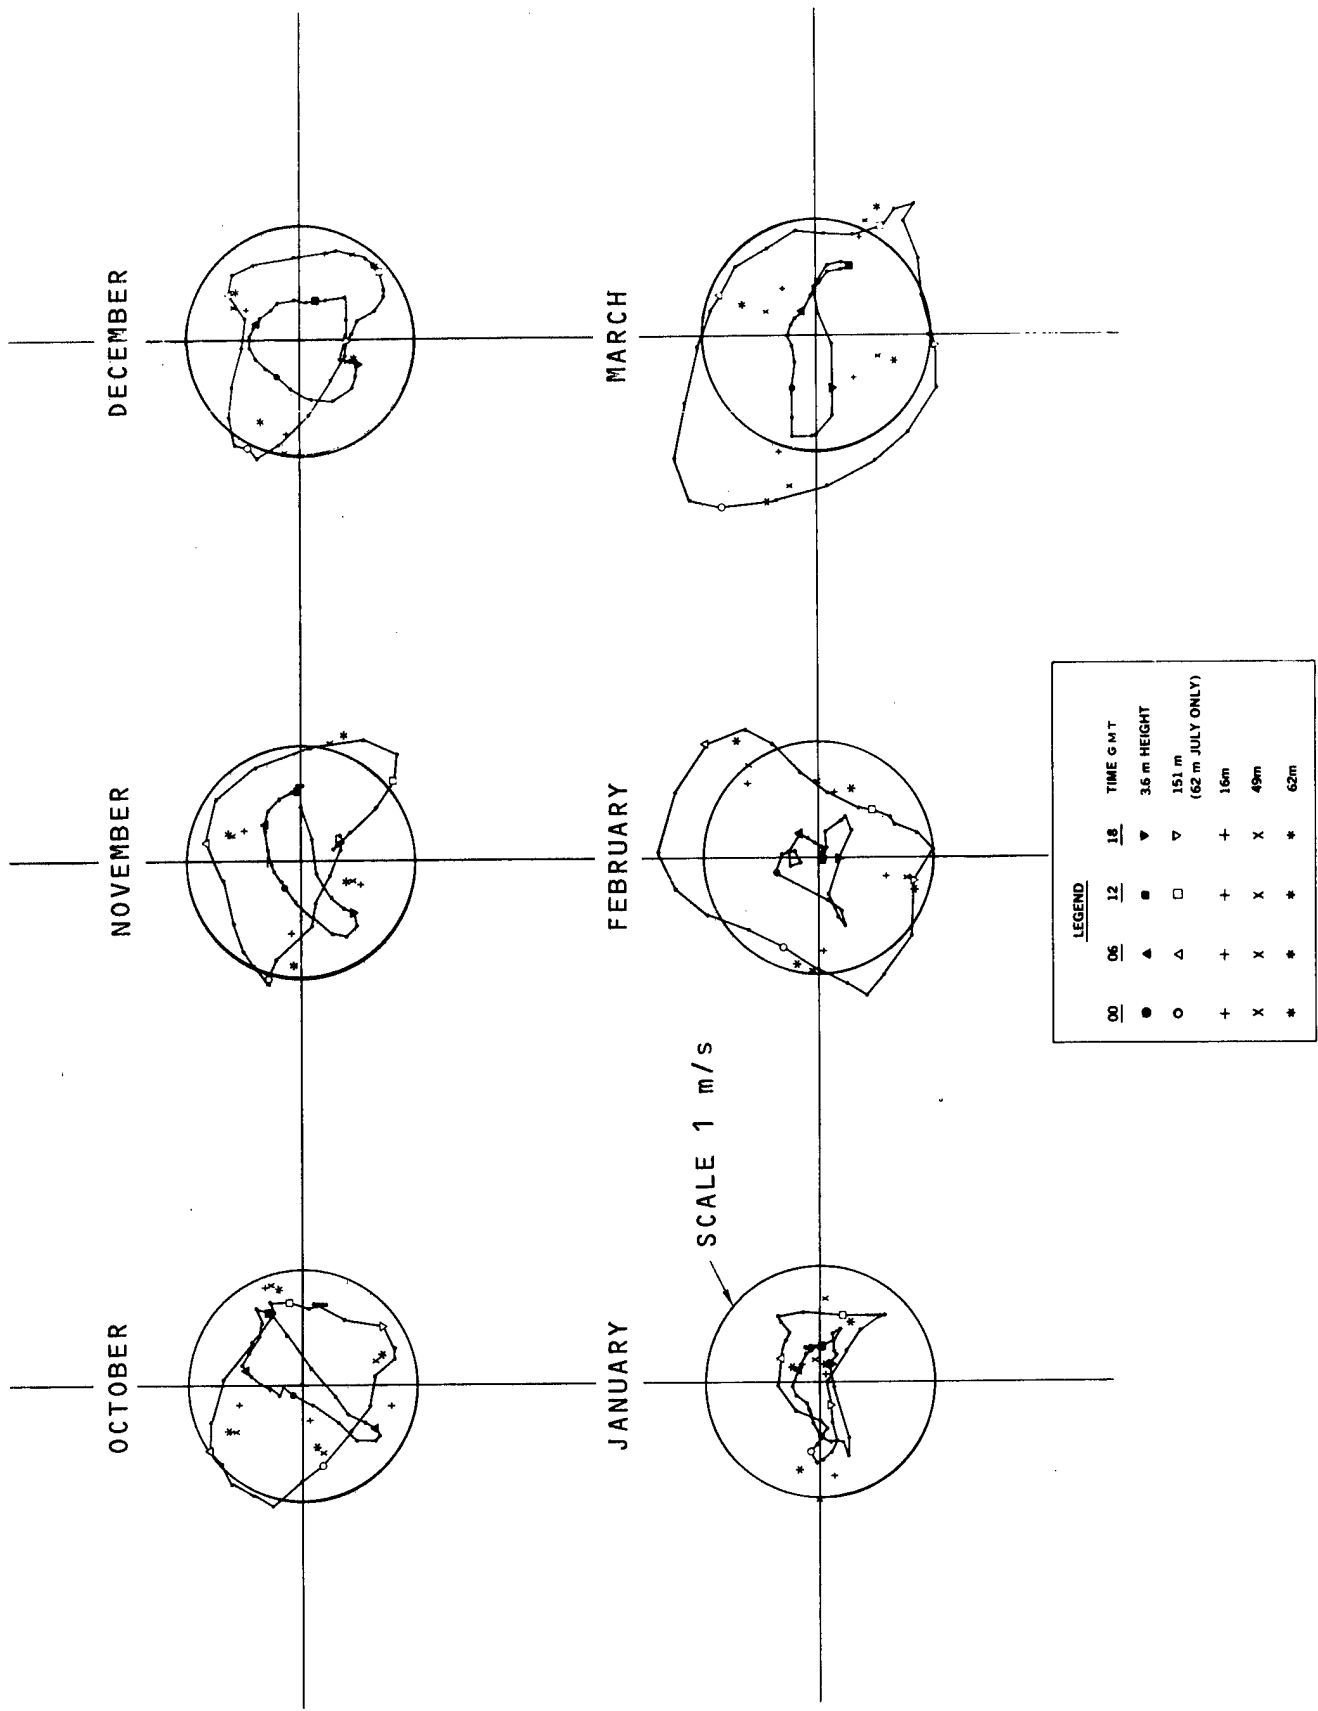 OCTOBER
NOVEMBER
DECEMBER
JANUARY
FEBRUARY
MARCH
SCALE 1 m/s
LEGEND
00 06 12 18 TIME GMT
3.6 m HEIGHT
151 m
(62 m JULY ONLY)
+ + + + 16m
x x x x 49m
* * * * 62m